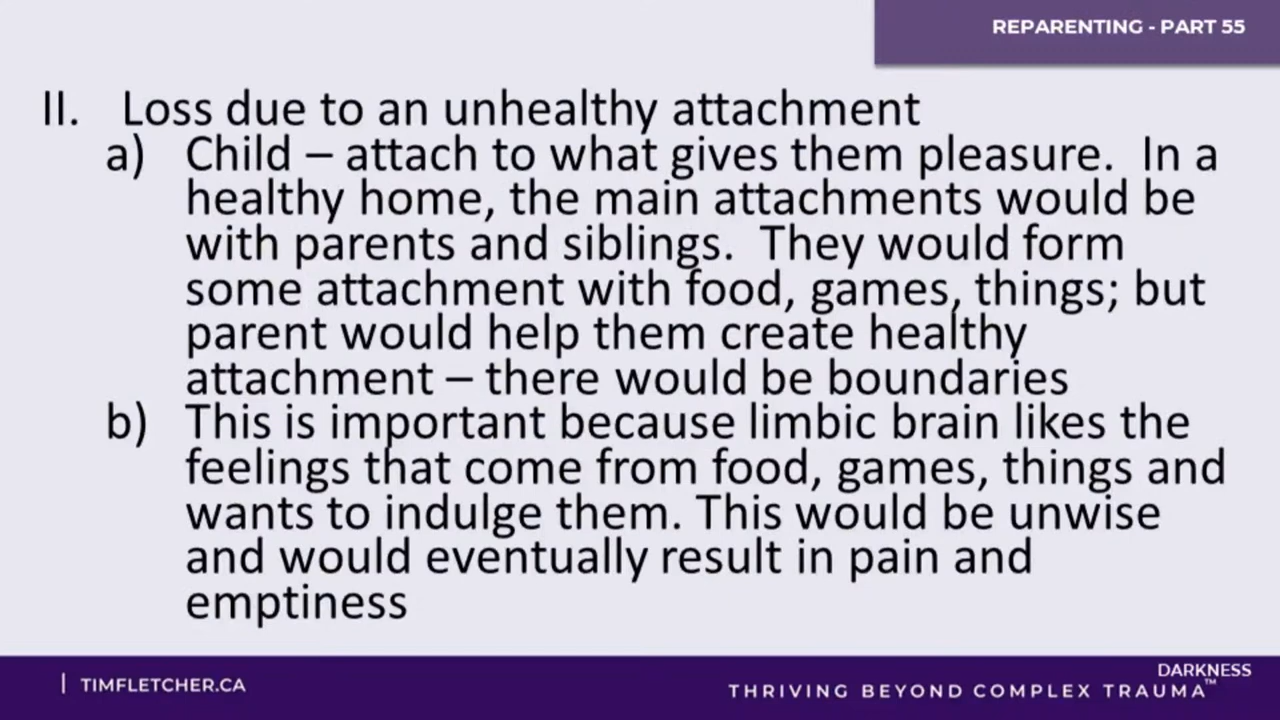 REPARENTING - PART 55
II. Loss due to an unhealthy attachment
a) Child – attach to what gives them pleasure. In a
healthy home, the main attachments would be
with parents and siblings. They would form
some attachment with food, games, things; but
parent would help them create healthy
attachment – there would be boundaries
b) This is important because limbic brain likes the
feelings that come from food, games, things and
wants to indulge them. This would be unwise
and would eventually result in pain and
emptiness
| TIMFLETCHER.CA
DARKNESS
THRIVING BEYOND COMPLEX TRAUMA™